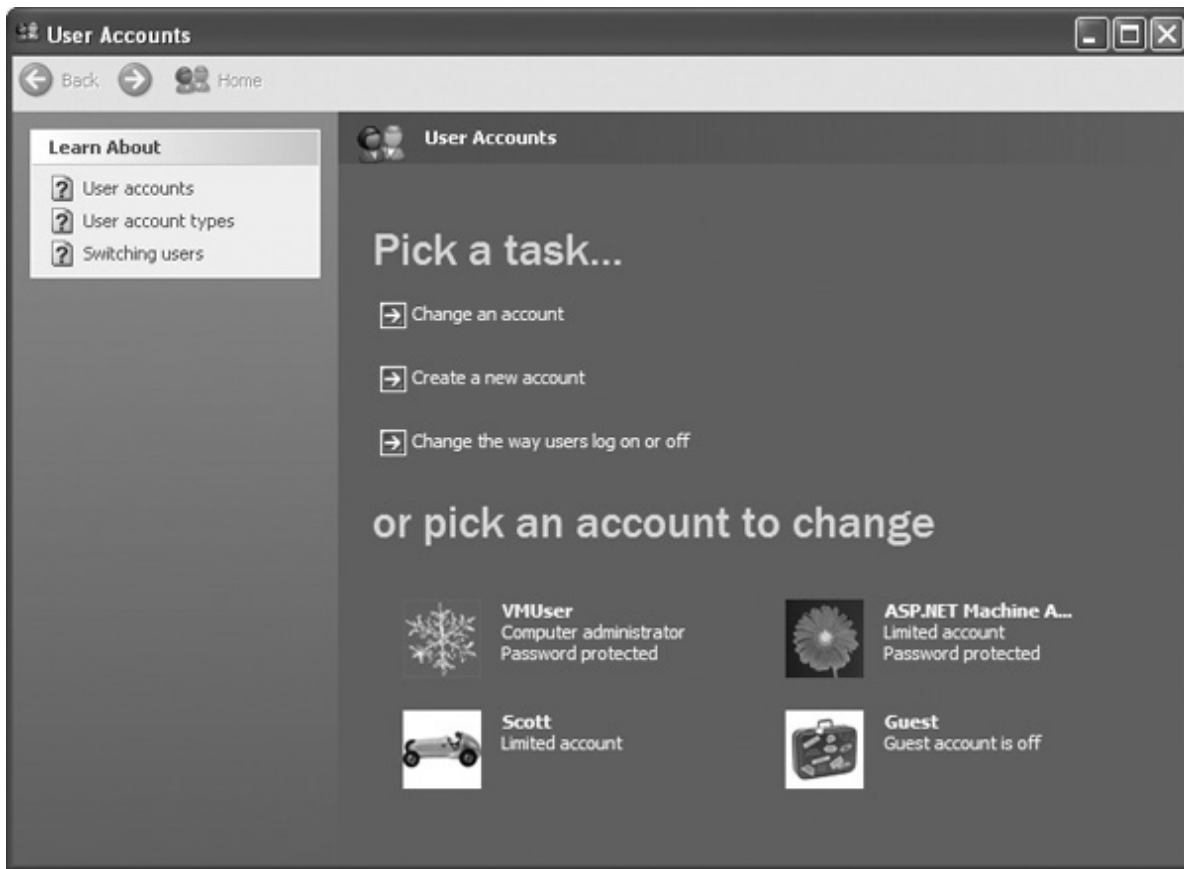 User Accounts
Back Home
Learn About
User accounts
User account types
Switching users
User Accounts
Pick a task...
Change an account
Create a new account
Change the way users log on or off
or pick an account to change
VMUser
Computer administrator
Password protected
ASP.NET Machine A...
Limited account
Password protected
Scott
Limited account
Guest
Guest account is off